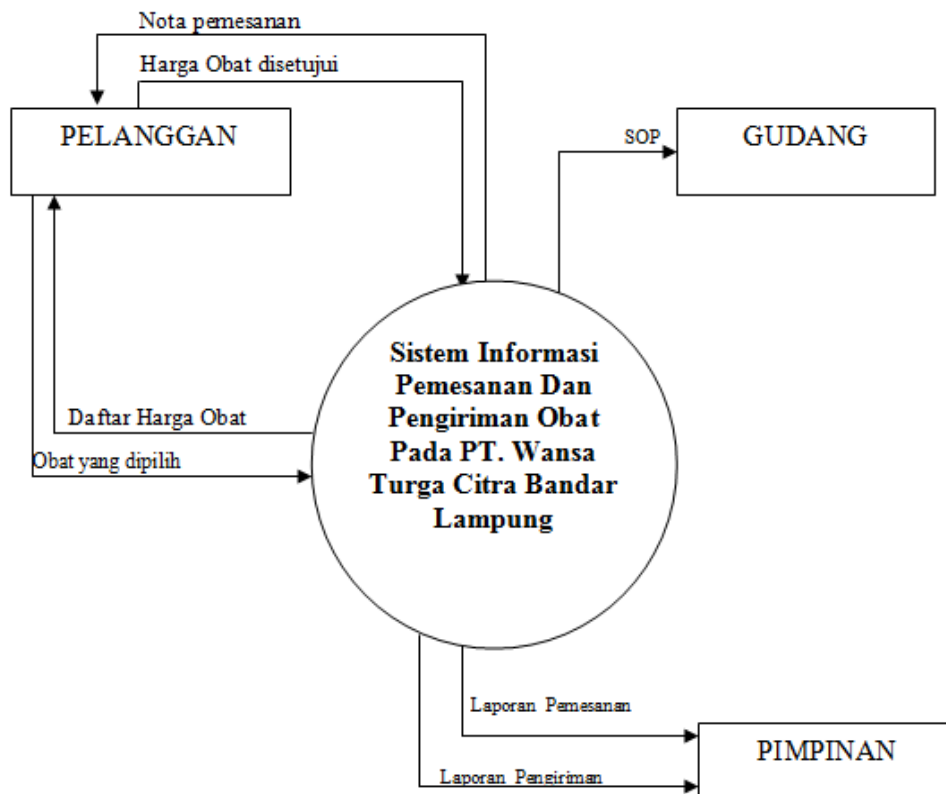 Nota pemesanan
Harga Obat disetujui
PELANGGAN
SOP
GUDANG
Sistem Informasi
Pemesanan Dan
Pengiriman Obat
Pada PT. Wansa
Turga Citra Bandar
Lampung
Daftar Harga Obat
Obat yang dipilih
Laporan Pemesanan
PIMPINAN
Laporan Pengiriman